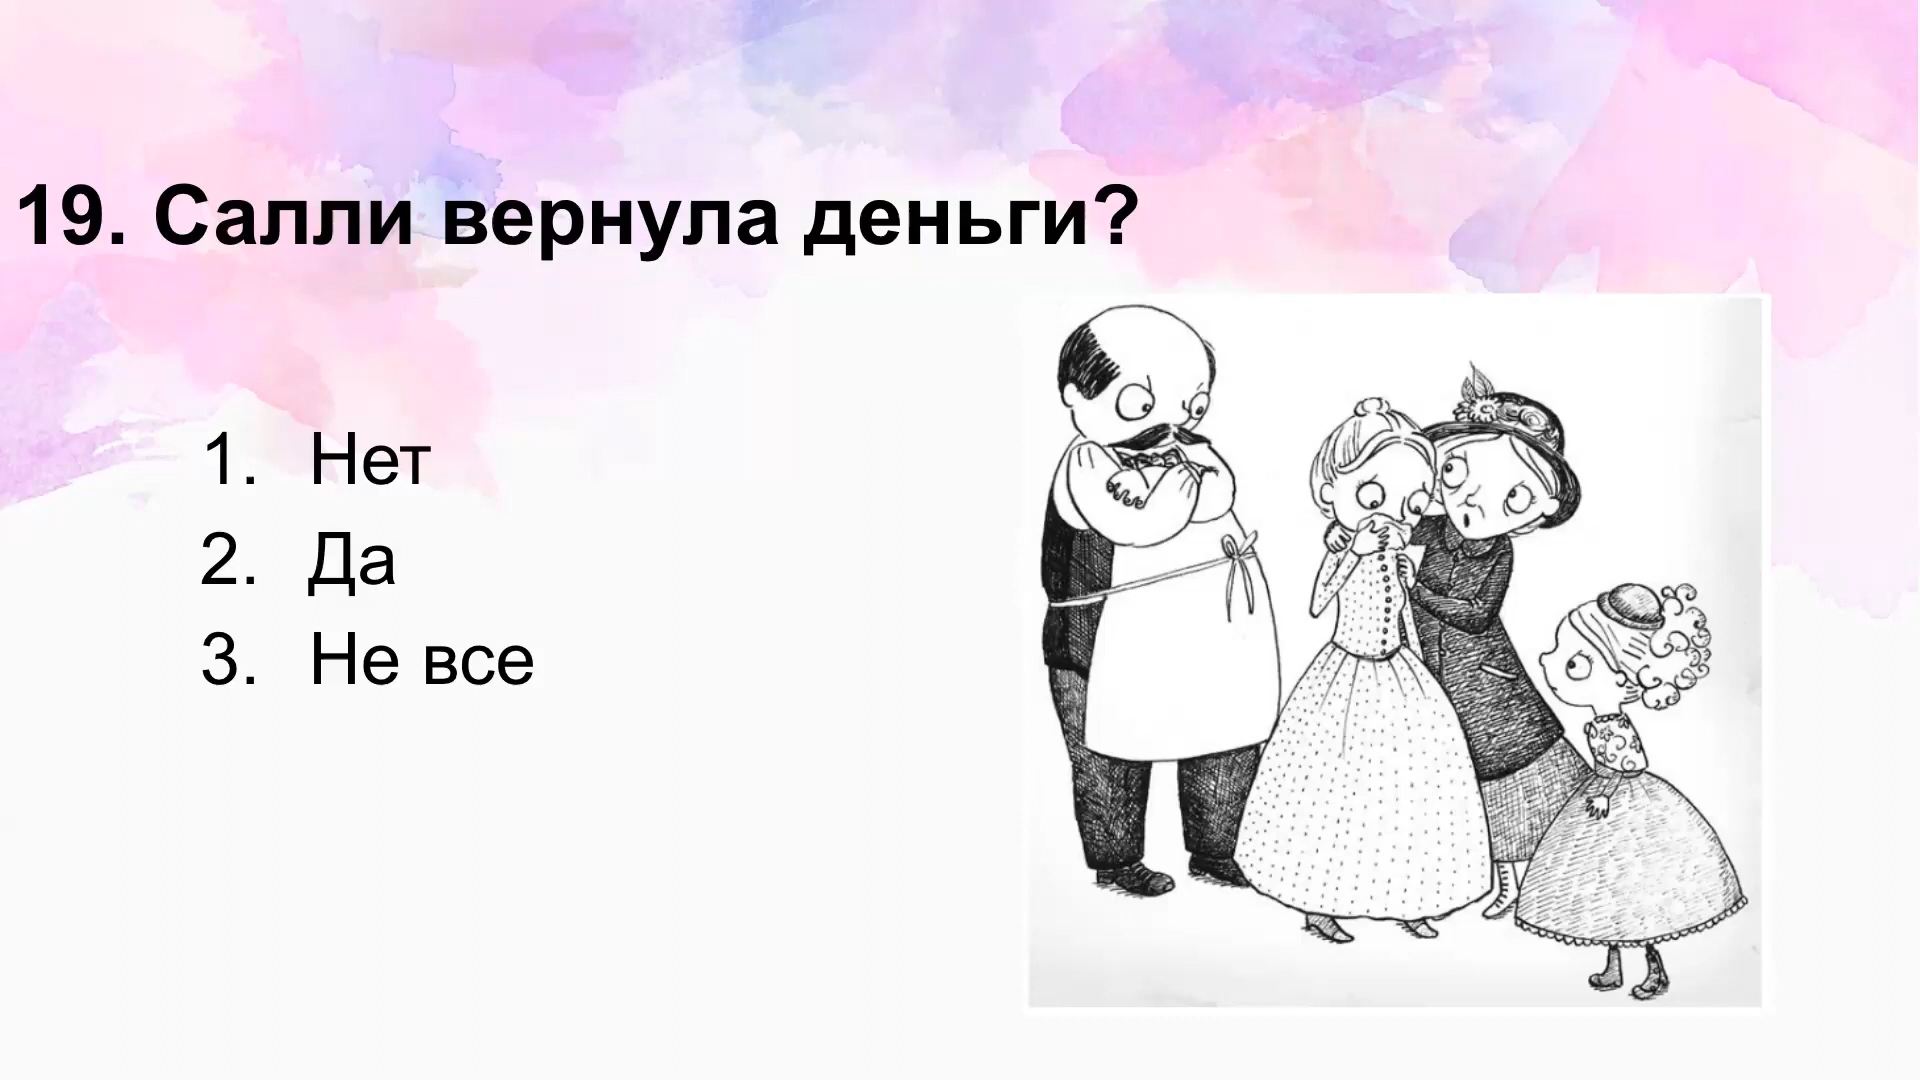 19. Салли вернула деньги?
1. Нет
2. Да
3. Не все